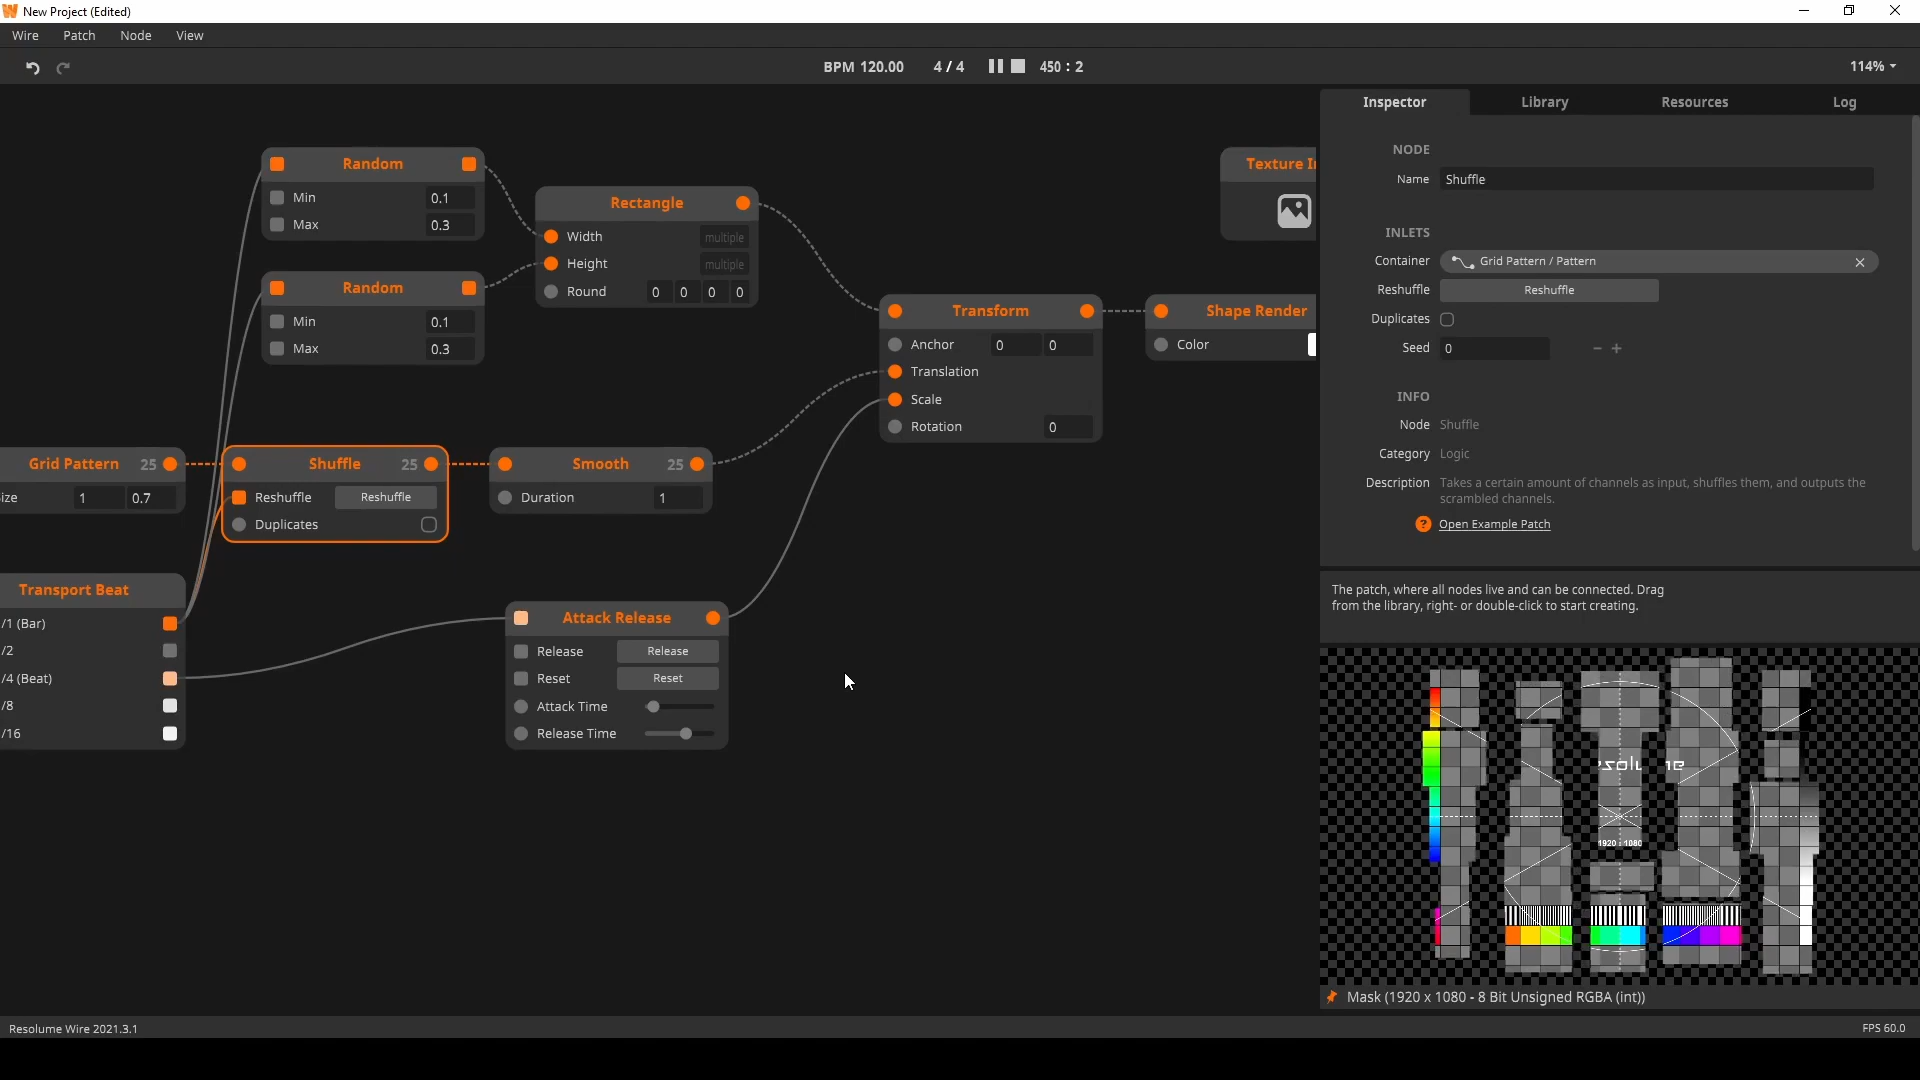 New Project (Edited)
Wire Patch Node View
BPM 120.00 4 / 4 450 : 2 114%
Inspector Library Resources Log
NODE
Name Shuffle
INLETS
Container Grid Pattern / Pattern
Reshuffle Reshuffle
Duplicates
Seed 0 - +
INFO
Node Shuffle
Category Logic
Description Takes a certain amount of channels as input, shuffles them, and outputs the
scrambled channels.
? Open Example Patch
The patch, where all nodes live and can be connected. Drag
from the library, right- or double-click to start creating.
Random
Min 0.1
Max 0.3
Random
Min 0.1
Max 0.3
Rectangle
Width multiple
Height multiple
Round 0 0 0 0
Texture I
Transform
Anchor 0 0
Translation
Scale
Rotation 0
Shape Render
Color
Grid Pattern 25
ize 1 0.7
Shuffle 25
Reshuffle Reshuffle
Duplicates
Smooth 25
Duration 1
Transport Beat
/1 (Bar)
/2
/4 (Beat)
/8
/16
Attack Release
Release Release
Reset Reset
Attack Time
Release Time
1920 : 1080
Mask (1920 x 1080 - 8 Bit Unsigned RGBA (int))
Resolume Wire 2021.3.1
FPS 60.0